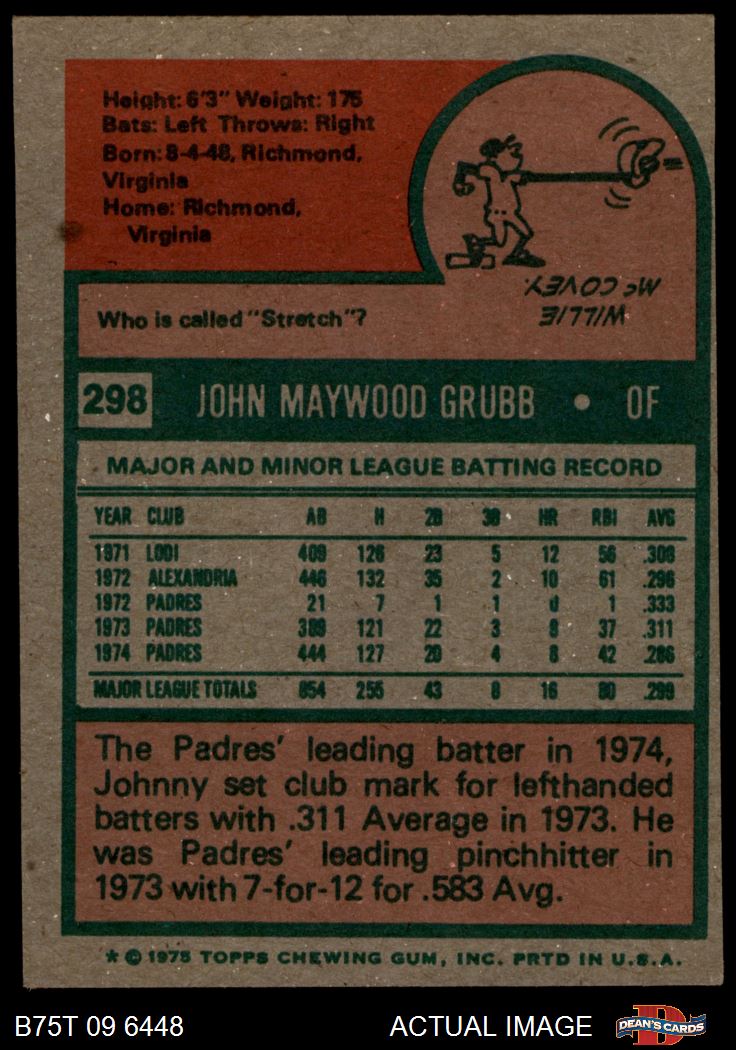 Height: 6'3" Weight: 175
Bats: Left Throws: Right
Born: 8-4-48, Richmond,
Virginia
Home: Richmond,
Virginia
Who is called "Stretch"?
WILLIE
McCOVEY.
298 JOHN MAYWOOD GRUBB • OF
MAJOR AND MINOR LEAGUE BATTING RECORD
YEAR CLUB AB H 2B 3B HR RBI AVG
1971 LODI 409 126 23 5 12 56 .308
1972 ALEXANDRIA 446 132 35 2 10 61 .296
1972 PADRES 21 7 1 1 0 1 .333
1973 PADRES 389 121 22 3 8 37 .311
1974 PADRES 444 127 20 4 8 42 .286
MAJOR LEAGUE TOTALS 854 255 43 8 16 80 .299
The Padres' leading batter in 1974,
Johnny set club mark for lefthanded
batters with .311 Average in 1973. He
was Padres' leading pinchhitter in
1973 with 7-for-12 for .583 Avg.
* © 1975 TOPPS CHEWING GUM, INC. PRTD IN U.S.A.
B75T 09 6448 ACTUAL IMAGE DEAN'S CARDS